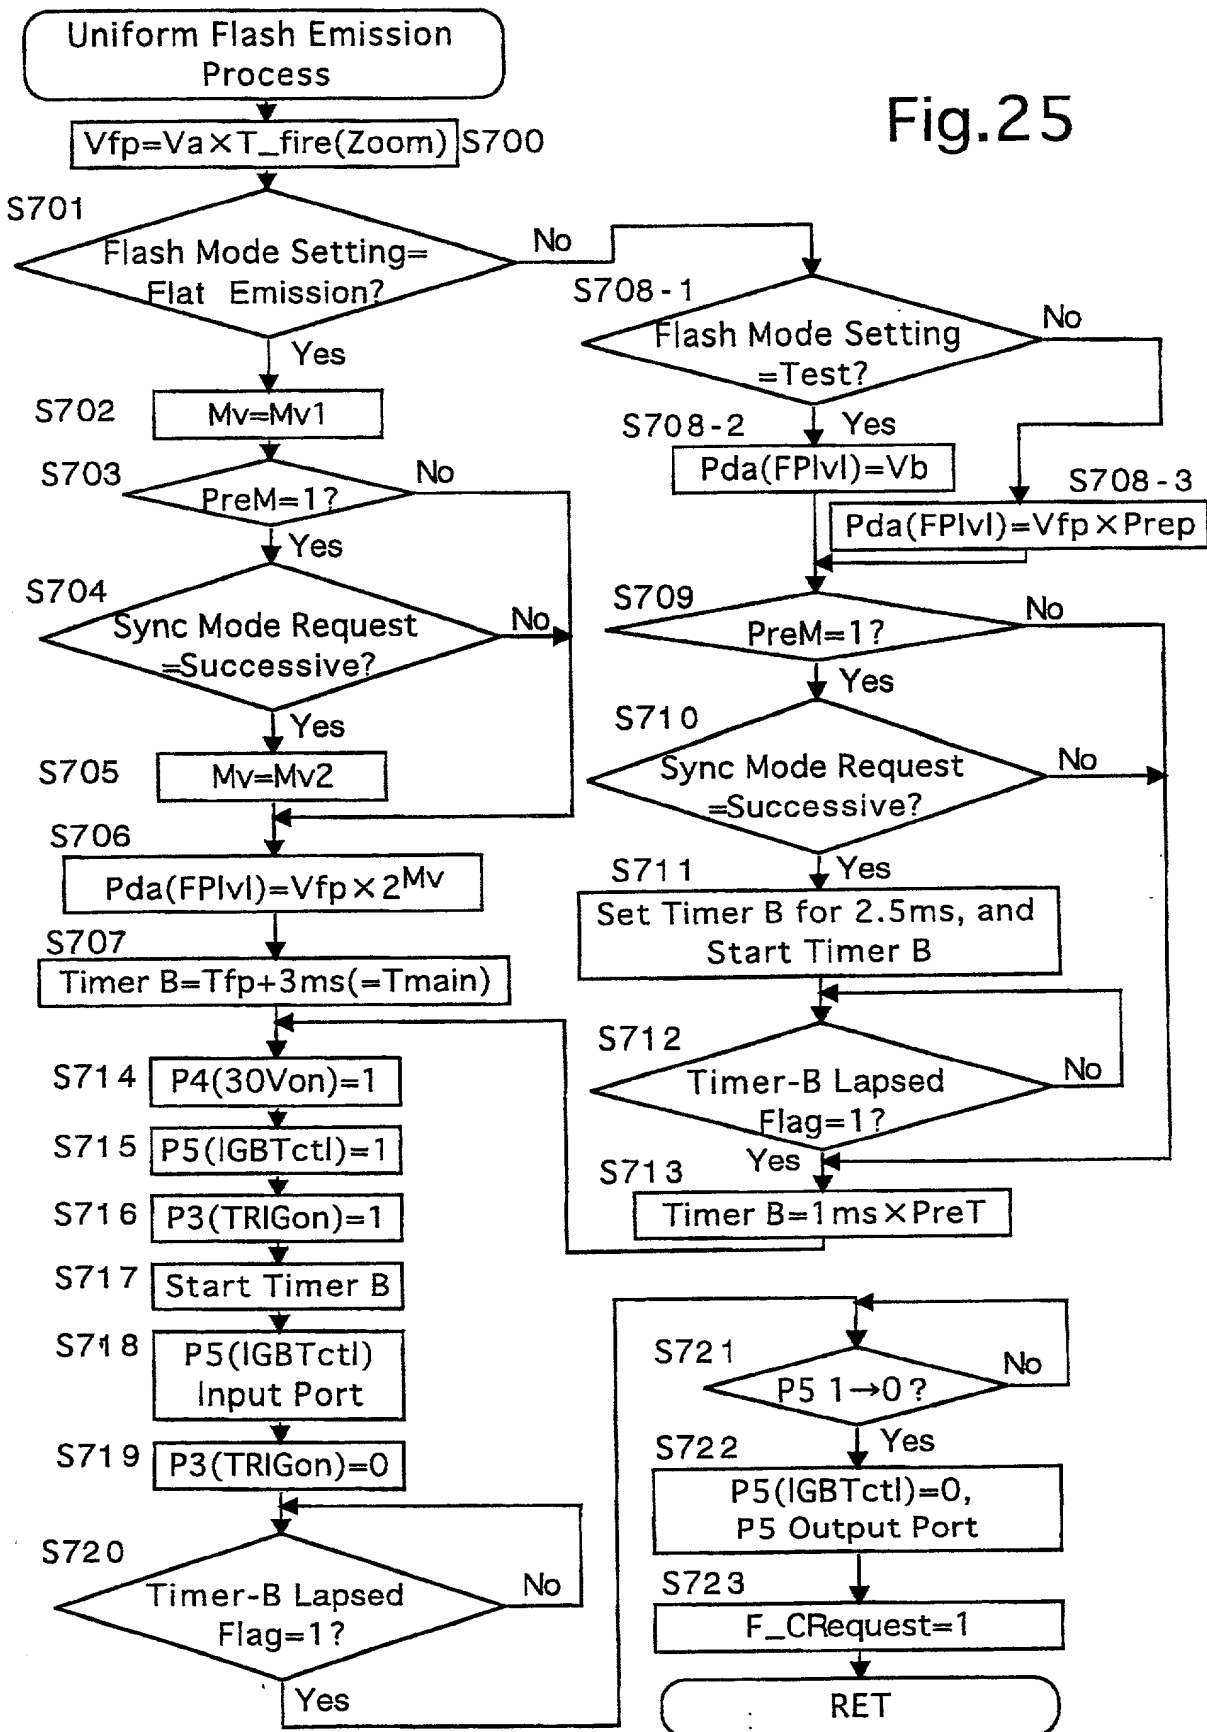 Uniform Flash Emission
Process
Fig.25
Vfp=Va×T_fire(Zoom)
S700
S701
Flash Mode Setting=
Flat Emission?
No
Yes
S702
Mv=Mv1
S703
PreM=1?
No
Yes
S704
Sync Mode Request
=Successive?
No
Yes
S705
Mv=Mv2
S706
Pda(FPlvl)=Vfp×2^Mv
S707
Timer B=Tfp+3ms(=Tmain)
S708-1
Flash Mode Setting
=Test?
No
Yes
S708-2
Pda(FPlvl)=Vb
S708-3
Pda(FPlvl)=Vfp×Prep
S709
PreM=1?
No
Yes
S710
Sync Mode Request
=Successive?
No
Yes
S711
Set Timer B for 2.5ms, and
Start Timer B
S712
Timer-B Lapsed
Flag=1?
No
Yes
S713
Timer B=1ms×PreT
S714
P4(30Von)=1
S715
P5(IGBTctl)=1
S716
P3(TRIGon)=1
S717
Start Timer B
S718
P5(IGBTctl)
Input Port
S719
P3(TRIGon)=0
S720
Timer-B Lapsed
Flag=1?
No
Yes
S721
P5 1→0?
No
Yes
S722
P5(IGBTctl)=0,
P5 Output Port
S723
F_CRequest=1
RET